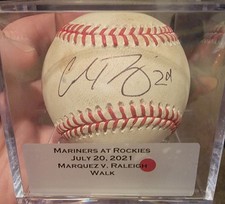 MARINERS AT ROCKIES
JULY 20, 2021
MARQUEZ V. RALEIGH
WALK